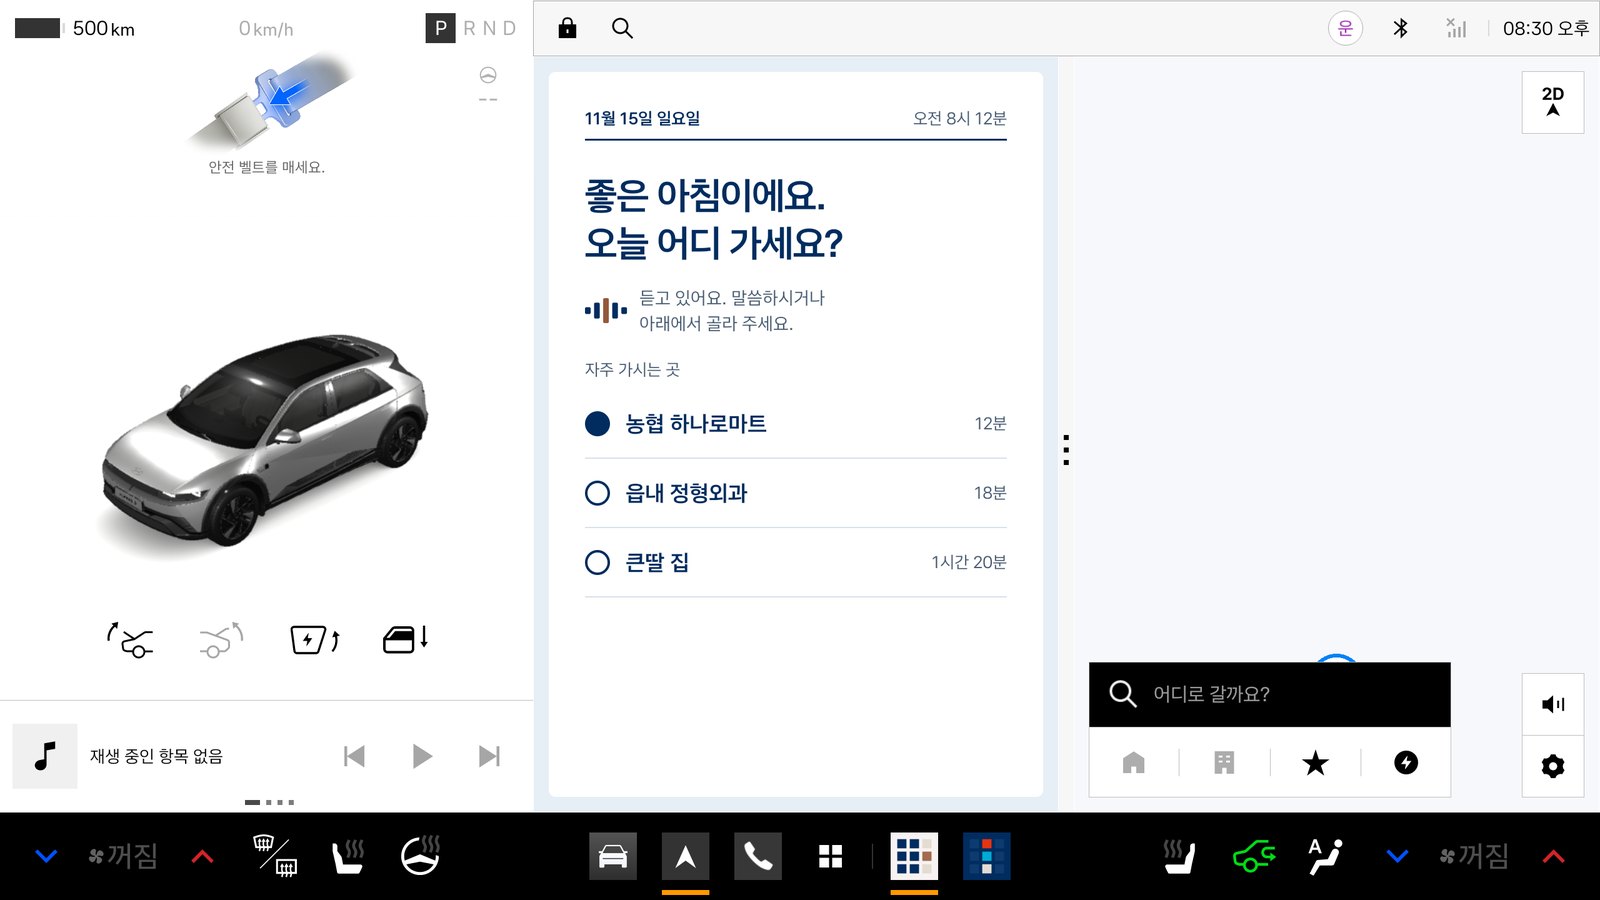 500 km
0 km/h
P R N D
--
안전 벨트를 매세요.
재생 중인 항목 없음
운
08:30 오후
11월 15일 일요일
오전 8시 12분
좋은 아침이에요.
오늘 어디 가세요?
듣고 있어요. 말씀하시거나
아래에서 골라 주세요.
자주 가시는 곳
농협 하나로마트
12분
읍내 정형외과
18분
큰딸 집
1시간 20분
2D
어디로 갈까요?
꺼짐
A
꺼짐